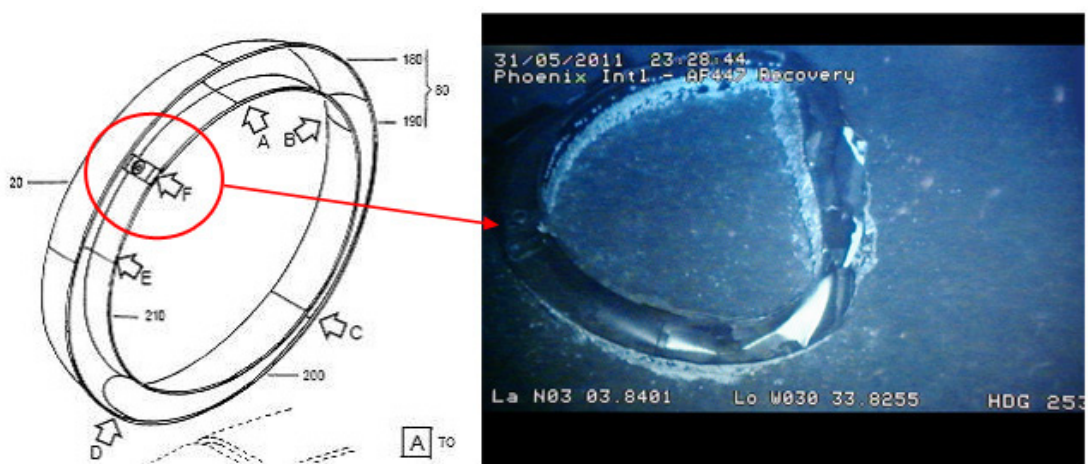 180
80
190
A
B
20
F
E
210
C
200
D
A TO
31/05/2011 23:28:44
Phoenix Intl - AF447 Recovery
La N03 03.8401 Lo W030 33.8255 HDG 253